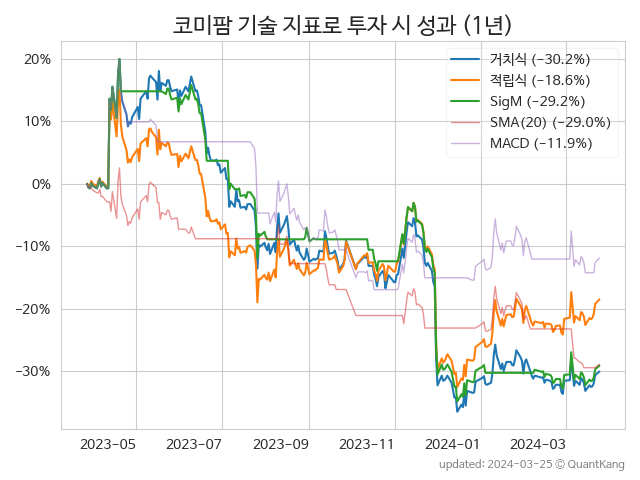 코미팜 기술 지표로 투자 시 성과 (1년)
거치식 (−30.2%)
적립식 (−18.6%)
SigM (−29.2%)
SMA(20) (−29.0%)
MACD (−11.9%)
20%
10%
0%
−10%
−20%
−30%
2023-05
2023-07
2023-09
2023-11
2024-01
2024-03
updated: 2024-03-25 © QuantKang